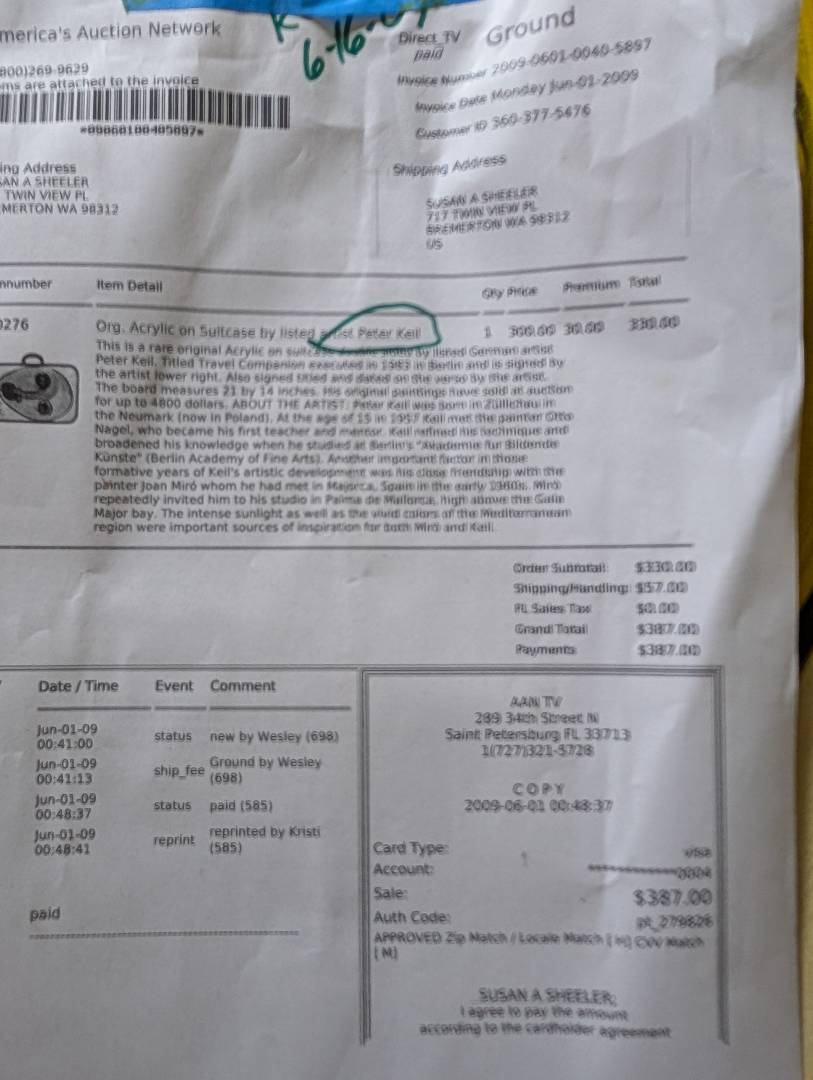 merica's Auction Network
6-16-09
Direct TV
paid
Ground
800)269-9629
ms are attached to the invoice
Invoice Number 2009-0601-0040-5897
Invoice Date Monday Jun-01-2009
Customer ID 360-377-5476
ing Address
AN A SHEELER
TWIN VIEW PL
MERTON WA 98312
Shipping Address
SUSAN A SHEELER
717 TWIN VIEW PL
BREMERTON WA 98312
US
nnumber Item Detail Qty Price Premium Total
0276 Org. Acrylic on Suitcase by listed artist Peter Keil 1 300.00 30.00 330.00
This is a rare original Acrylic on suitcase by listed German artist
Peter Keil. Titled Travel Companion executed in in Berlin and is signed by
the artist lower right. Also signed titled and dated on the verso by the artist.
The board measures 21 by 14 inches. His original paintings have sold at auction
for up to 4800 dollars. ABOUT THE ARTIST: Peter Keil was born in Züllichau in
the Neumark (now in Poland). At the age of 15 in 1957 Keil met the painter Otto
Nagel, who became his first teacher and mentor. Keil refined his technique and
broadened his knowledge when he studied at Berlin's "Akademie für Bildende
Künste" (Berlin Academy of Fine Arts). Another important factor in those
formative years of Keil's artistic development was his close friendship with the
painter Joan Miró whom he had met in Majorca, Spain in the early 1960s. Miró
repeatedly invited him to his studio in Palma de Mallorca, high above the Cala
Major bay. The intense sunlight as well as the vivid colors of the Mediterranean
region were important sources of inspiration for both Miró and Keil.
Order Subtotal: $330.00
Shipping/Handling: $57.00
FL Sales Tax $0.00
Grand Total $387.00
Payments $387.00
Date / Time Event Comment
Jun-01-09
00:41:00 status new by Wesley (698)
Jun-01-09
00:41:13 ship_fee Ground by Wesley
(698)
Jun-01-09
00:48:37 status paid (585)
Jun-01-09
00:48:41 reprint reprinted by Kristi
(585)
paid
AAN TV
289 34th Street N
Saint Petersburg FL 33713
1(727)321-5728
COPY
2009-06-01 00:48:37
Card Type: visa
Account:
Sale: $387.00
Auth Code:
APPROVED Zip Match / Locale Match CVV Match
[M]
SUSAN A SHEELER,
I agree to pay the amount
according to the cardholder agreement